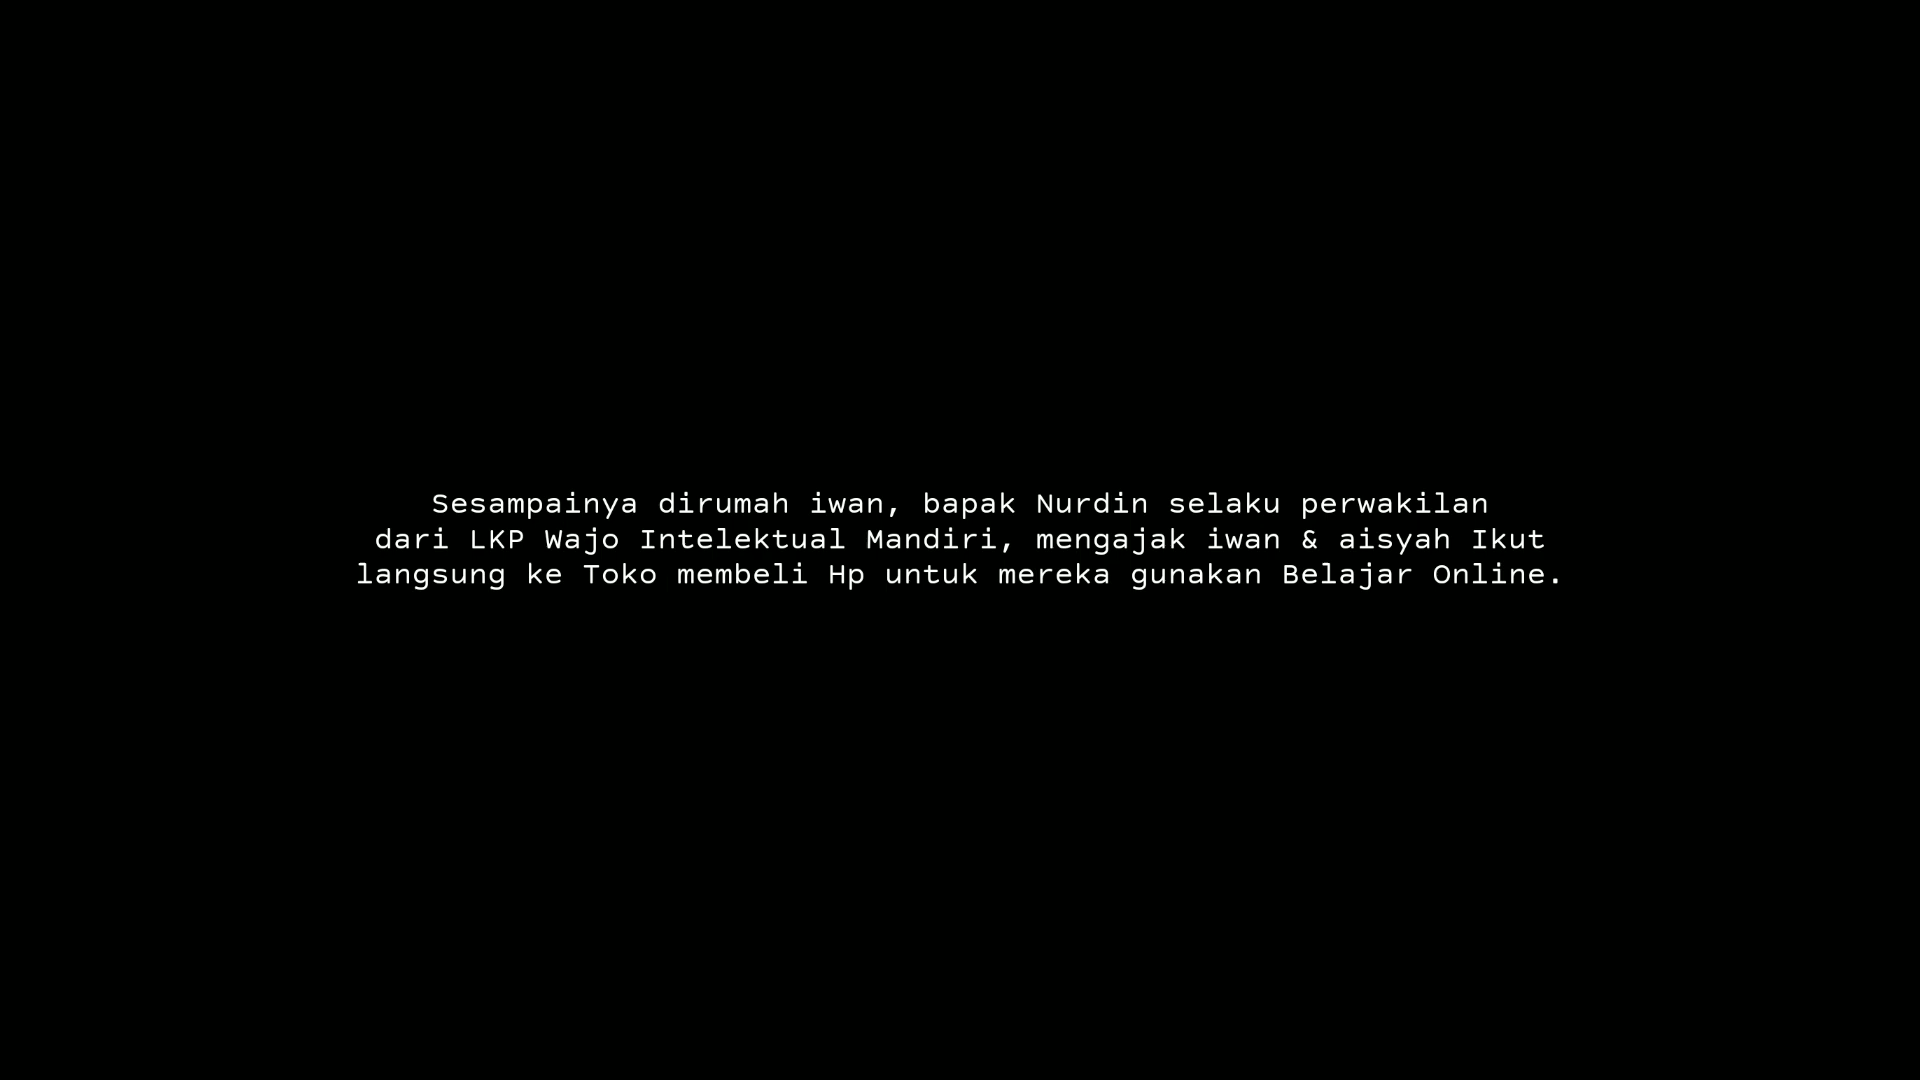 Sesampainya dirumah iwan, bapak Nurdin selaku perwakilan
dari LKP Wajo Intelektual Mandiri, mengajak iwan & aisyah Ikut
langsung ke Toko membeli Hp untuk mereka gunakan Belajar Online.